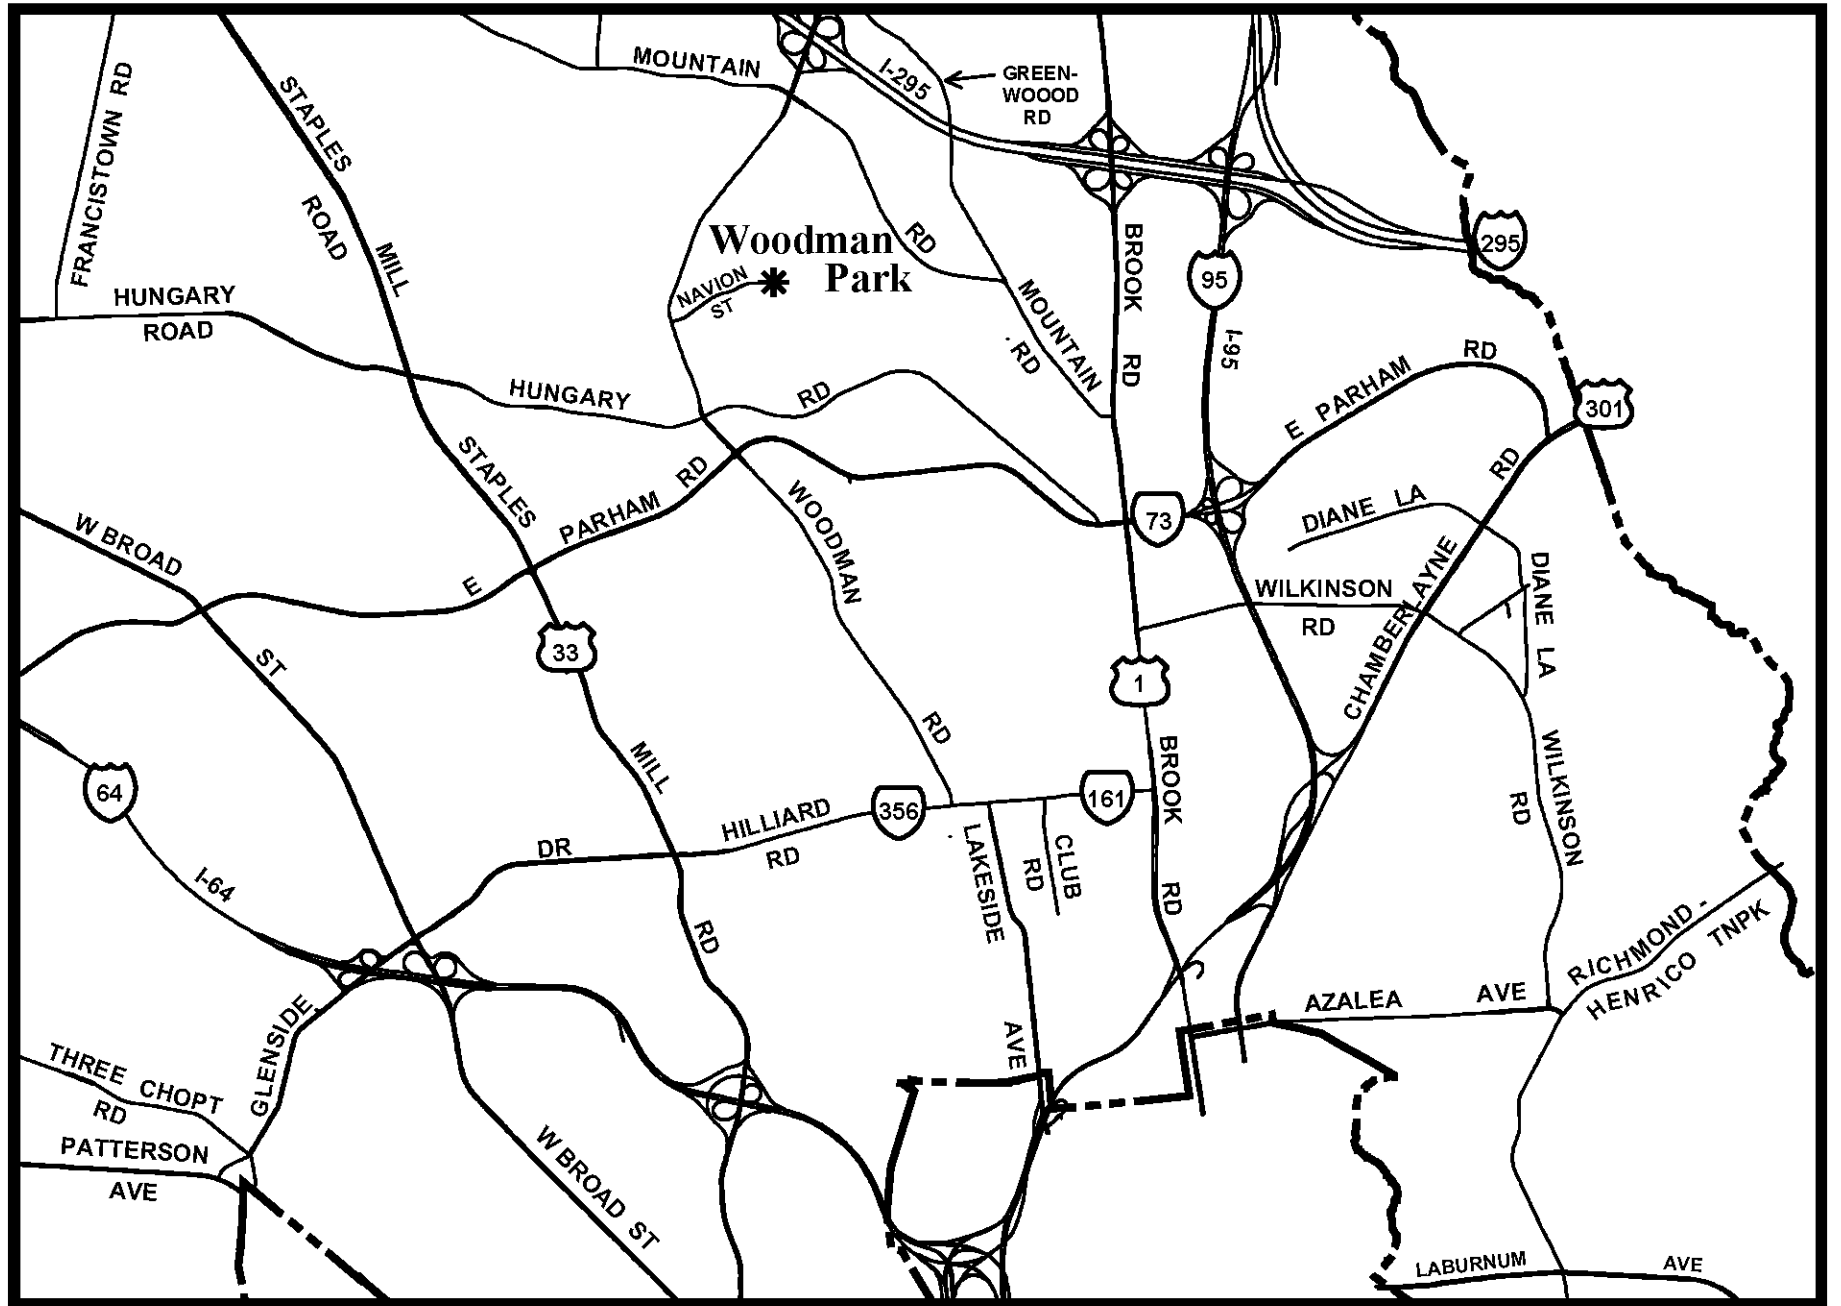 MOUNTAIN
I-295
GREEN-
WOOOD
RD
FRANCISTOWN RD
STAPLES
ROAD
MILL
RD
BROOK
RD
295
95
Woodman
Park
NAVION
ST
HUNGARY
ROAD
MOUNTAIN
RD
I-95
E PARHAM
RD
301
HUNGARY
RD
STAPLES
PARHAM
RD
E
WOODMAN
RD
73
DIANE LA
RD
CHAMBERLAYNE
DIANE LA
WILKINSON
RD
W BROAD
ST
33
1
MILL
RD
BROOK
RD
WILKINSON
RD
64
I-64
DR
HILLIARD
RD
356
161
LAKESIDE
AVE
CLUB
RD
RICHMOND-
HENRICO TNPK
AZALEA AVE
GLENSIDE
THREE CHOPT
RD
PATTERSON
AVE
W BROAD ST
LABURNUM AVE